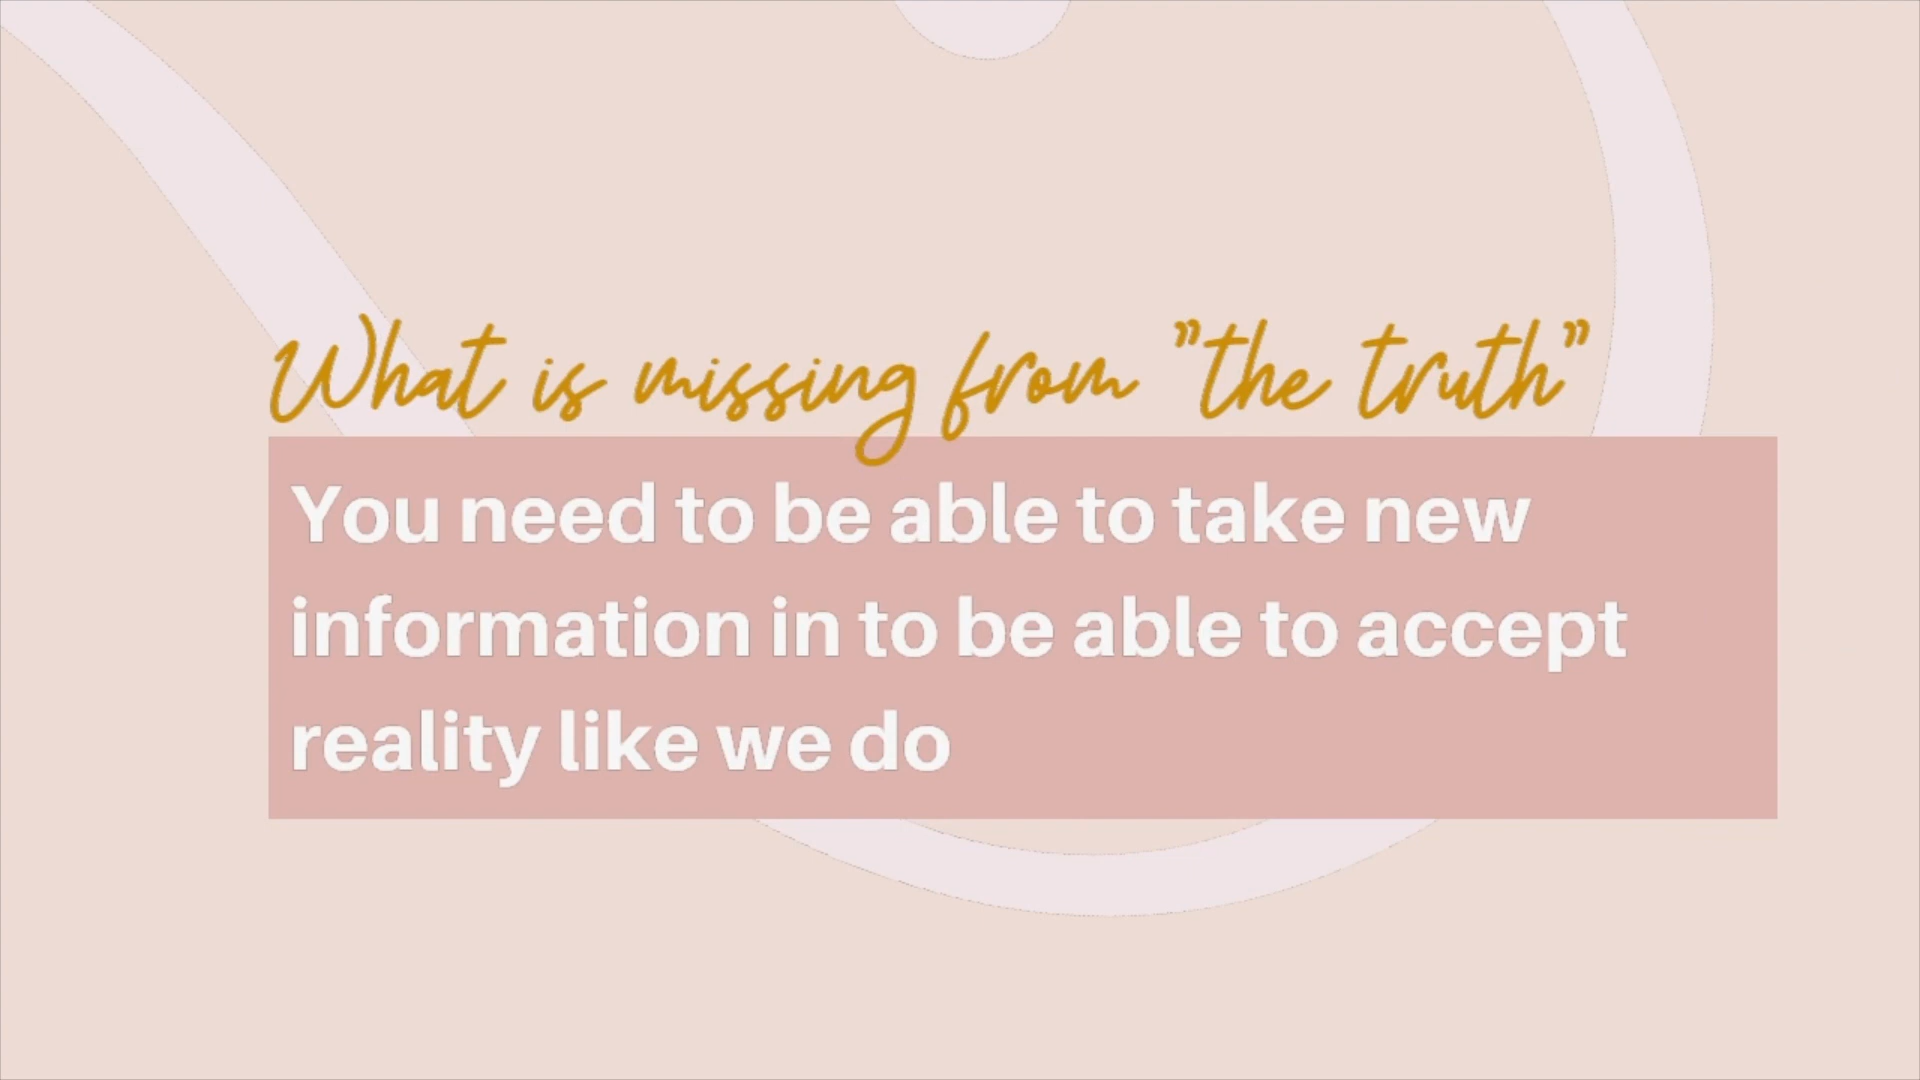 What is missing from "the truth"
You need to be able to take new
information in to be able to accept
reality like we do